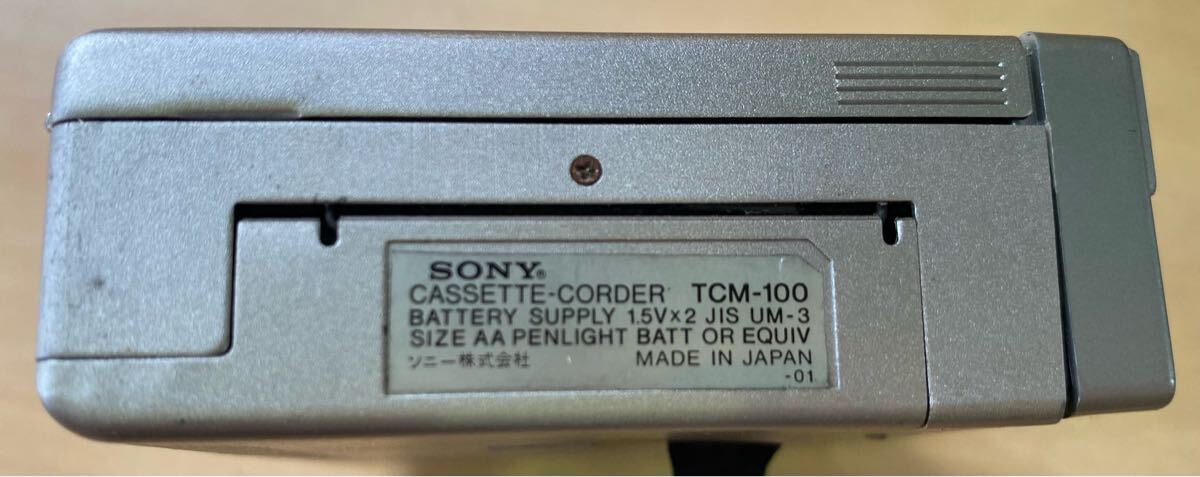 SONY®
CASSETTE-CORDER TCM-100
BATTERY SUPPLY 1.5V×2 JIS UM-3
SIZE AA PENLIGHT BATT OR EQUIV
ソニー株式会社 MADE IN JAPAN
-01